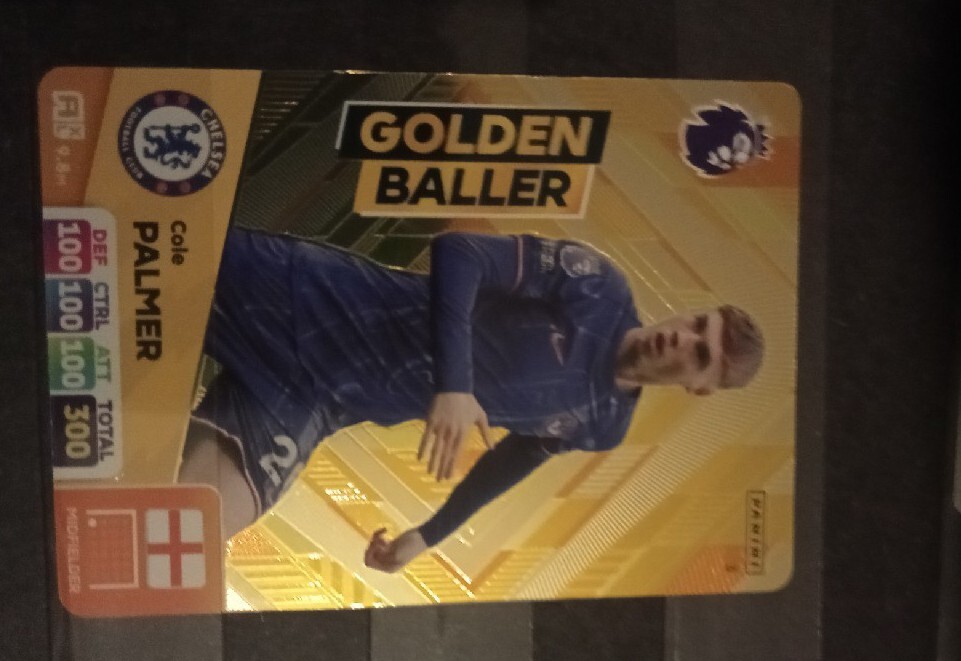 PANINI
GOLDEN
BALLER
CHELSEA
FOOTBALL CLUB
Cole
PALMER
DEF CTRL ATT TOTAL
100 100 100 300
MIDFIELDER